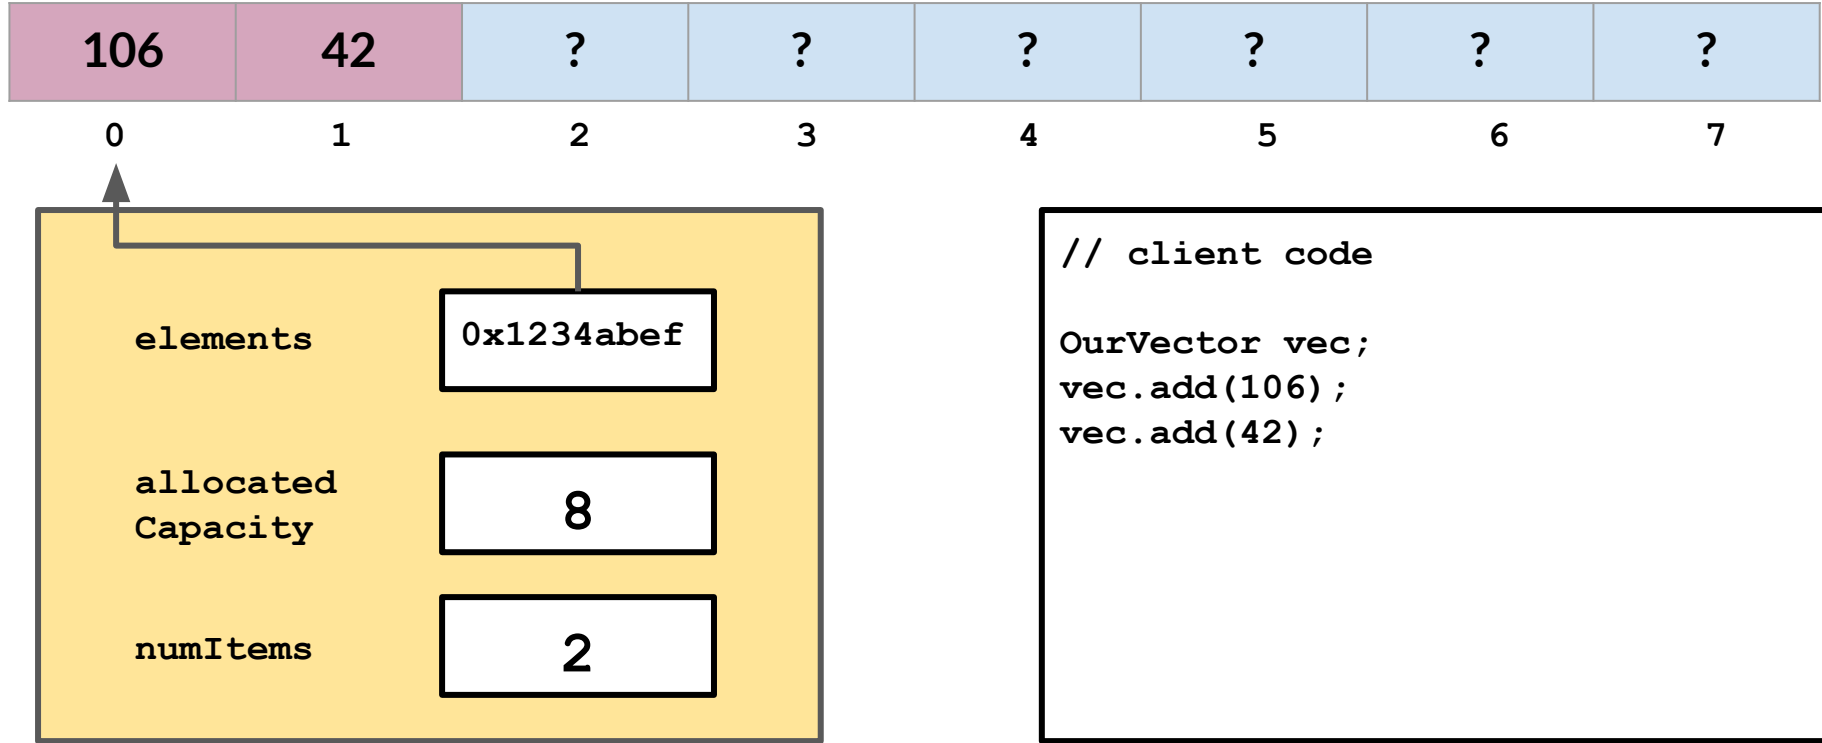 106 42 ? ? ? ? ? ?
0 1 2 3 4 5 6 7
elements 0x1234abef
allocated
Capacity 8
numItems 2
// client code
OurVector vec;
vec.add(106);
vec.add(42);